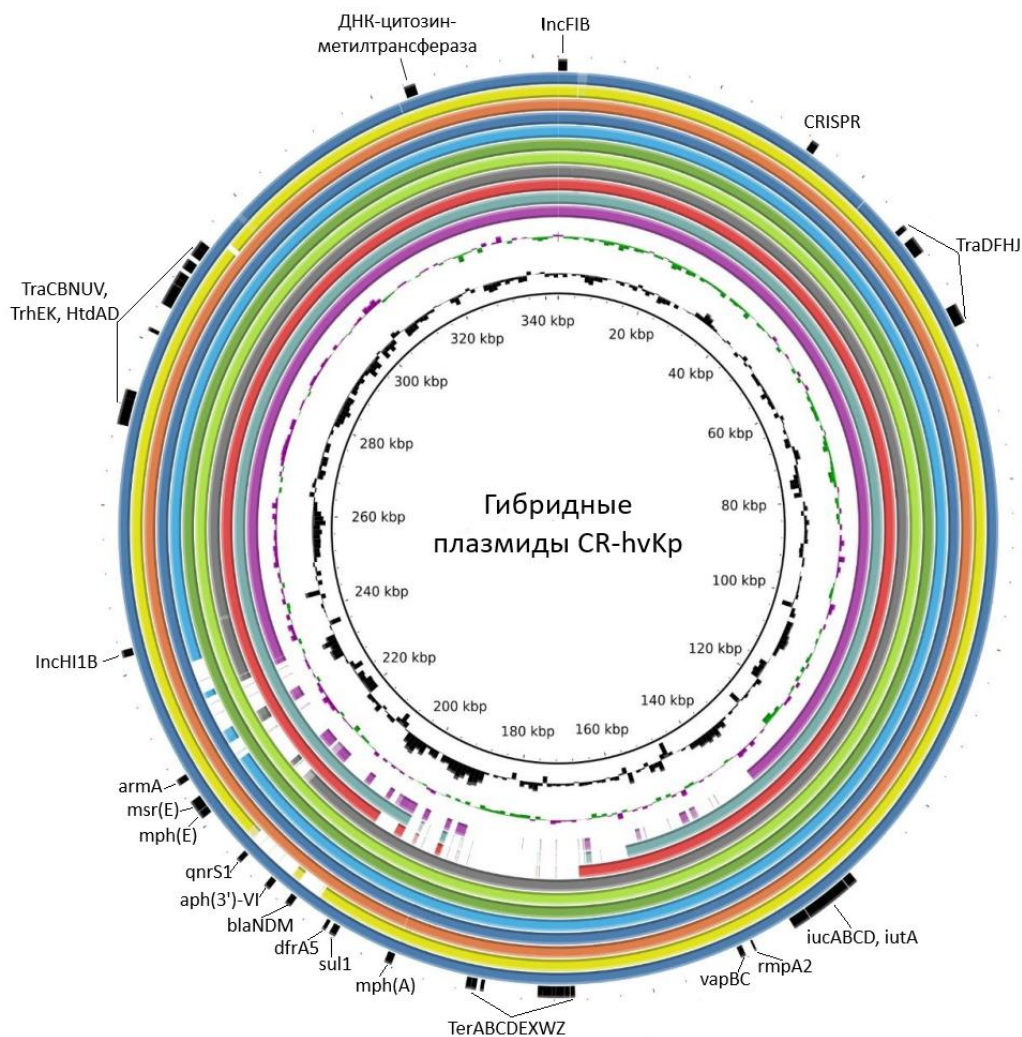 ДНК-цитозин-
метилтрансфераза
IncFIB
CRISPR
TraDFHJ
TraCBNUV,
TrhEK, HtdAD
340 kbp
20 kbp
320 kbp
40 kbp
300 kbp
60 kbp
280 kbp
80 kbp
260 kbp
Гибридные
плазмиды CR-hvKp
100 kbp
240 kbp
120 kbp
220 kbp
140 kbp
200 kbp
160 kbp
180 kbp
IncHI1B
armA
msr(E)
mph(E)
qnrS1
aph(3')-VI
blaNDM
dfrA5
sul1
mph(A)
TerABCDEXWZ
vapBC
rmpA2
iucABCD, iutA